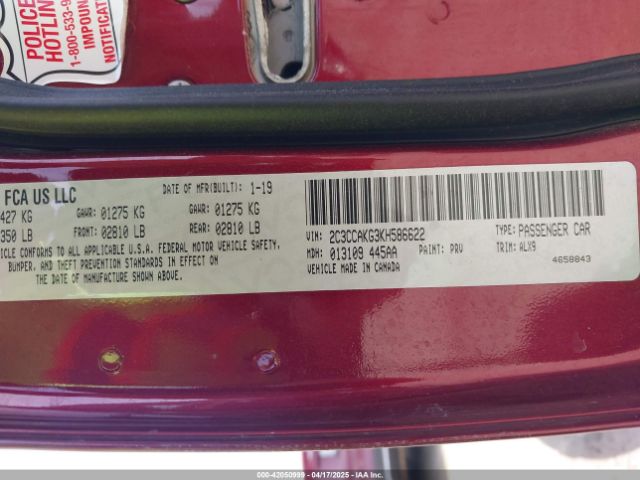 POLICE
HOTLIN
1-800-533-9
IMPOUN
NOTIFICATI
FCA US LLC
DATE OF MFR(BUILT): 1-19
427 KG GAWR: 01275 KG GAWR: 01275 KG
350 LB FRONT: 02810 LB REAR: 02810 LB
ICLE CONFORMS TO ALL APPLICABLE U.S.A. FEDERAL MOTOR VEHICLE SAFETY,
BUMPER, AND THEFT PREVENTION STANDARDS IN EFFECT ON
THE DATE OF MANUFACTURE SHOWN ABOVE
VIN: 2C3CCAKG3KH586622 TYPE: PASSENGER CAR
MDH: 013109 445AA PAINT: PRV TRIM: ALX9
VEHICLE MADE IN CANADA 4658843
000-42050999 - 04/17/2025 - IAAI.COM